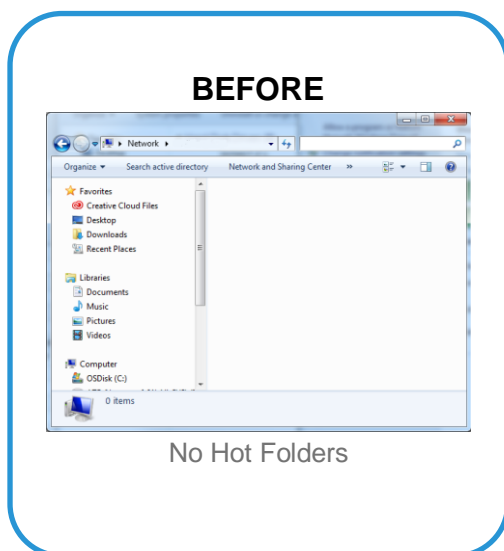 BEFORE
Network
Organize Search active directory Network and Sharing Center »
Favorites
Creative Cloud Files
Desktop
Downloads
Recent Places
Libraries
Documents
Music
Pictures
Videos
Computer
OSDisk (C:)
0 items
No Hot Folders